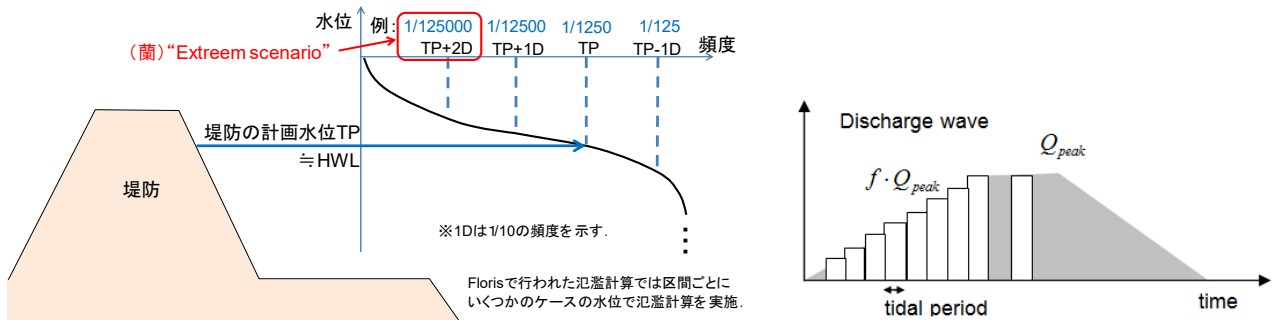 水位
例:
1/125000 1/12500 1/1250 1/125
TP+2D TP+1D TP TP-1D
頻度
(蘭)“Extreem scenario”
堤防の計画水位TP
≒HWL
堤防
※1Dは1/10の頻度を示す.
Florisで行われた氾濫計算では区間ごとに
いくつかのケースの水位で氾濫計算を実施.
Discharge wave
Qpeak
f·Qpeak
tidal period
time